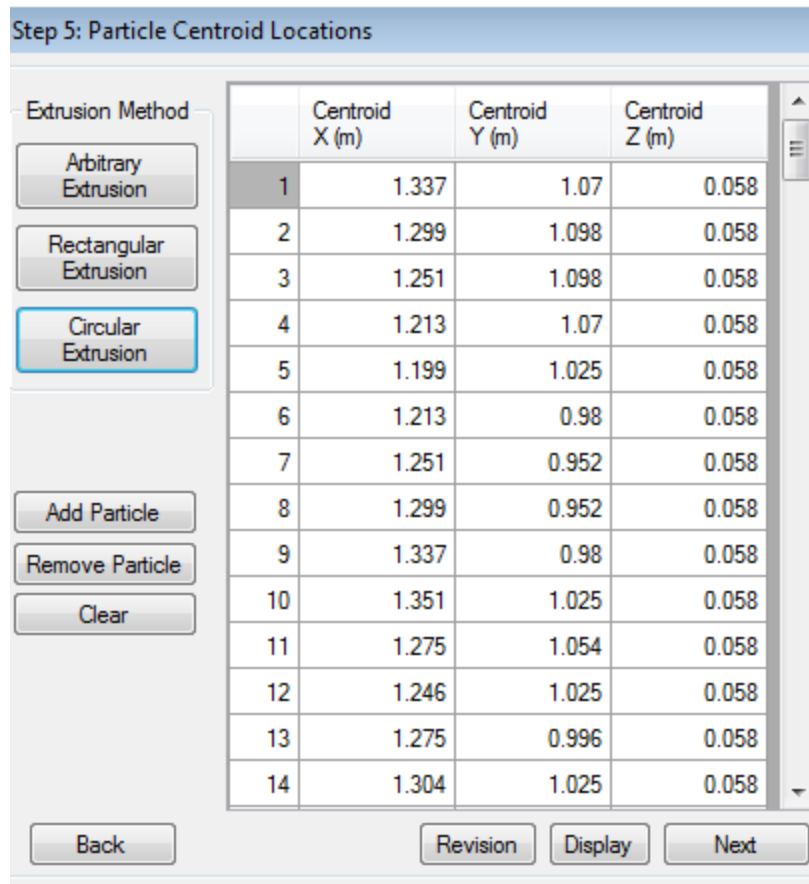 Step 5: Particle Centroid Locations
Extrusion Method
Arbitrary
Extrusion
Rectangular
Extrusion
Circular
Extrusion
Add Particle
Remove Particle
Clear
Centroid X (m) Centroid Y (m) Centroid Z (m)
1 1.337 1.07 0.058
2 1.299 1.098 0.058
3 1.251 1.098 0.058
4 1.213 1.07 0.058
5 1.199 1.025 0.058
6 1.213 0.98 0.058
7 1.251 0.952 0.058
8 1.299 0.952 0.058
9 1.337 0.98 0.058
10 1.351 1.025 0.058
11 1.275 1.054 0.058
12 1.246 1.025 0.058
13 1.275 0.996 0.058
14 1.304 1.025 0.058
Back Revision Display Next